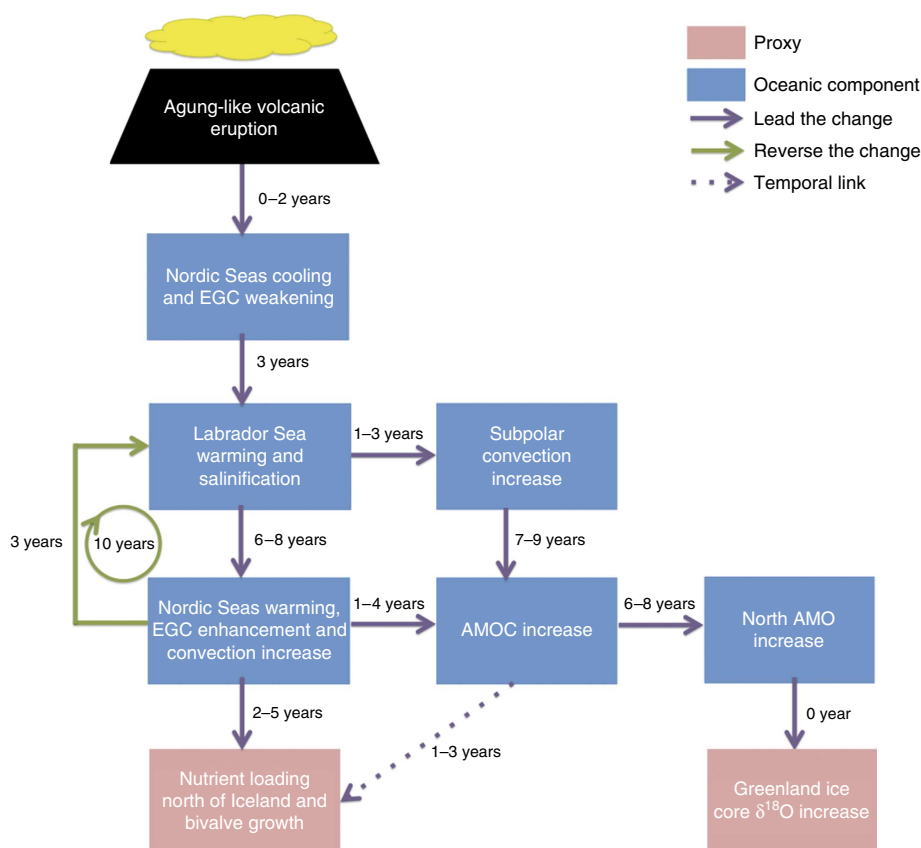 Agung-like volcanic
eruption
Proxy
Oceanic component
Lead the change
Reverse the change
Temporal link
0–2 years
Nordic Seas cooling
and EGC weakening
3 years
Labrador Sea
warming and
salinification
1–3 years
Subpolar
convection
increase
3 years
10 years
6–8 years
7–9 years
Nordic Seas warming,
EGC enhancement and
convection increase
1–4 years
AMOC increase
6–8 years
North AMO
increase
2–5 years
1–3 years
0 year
Nutrient loading
north of Iceland and
bivalve growth
Greenland ice
core δ¹⁸O increase